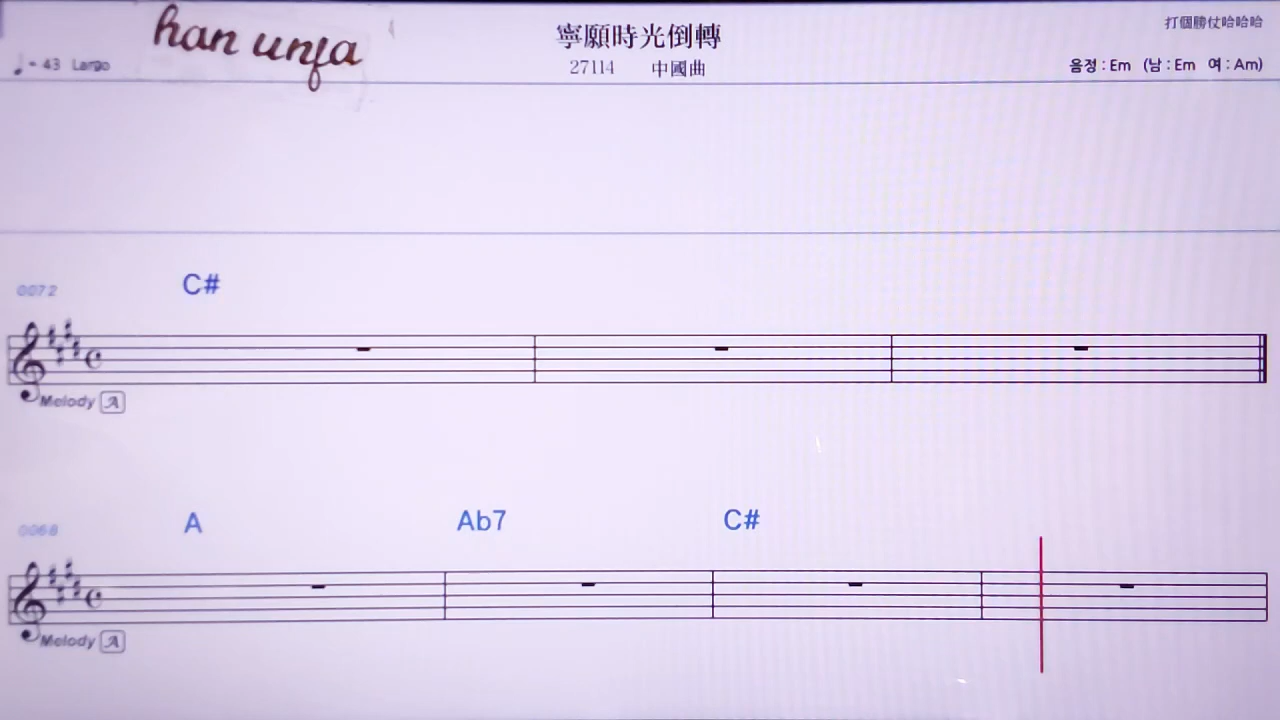 han unfa
寧願時光倒轉
打個勝仗哈哈哈
♩= 43 Largo
27114 中國曲
음정 : Em (남 : Em 여 : Am)
0072
C#
Melody A
0068
A Ab7 C#
Melody A